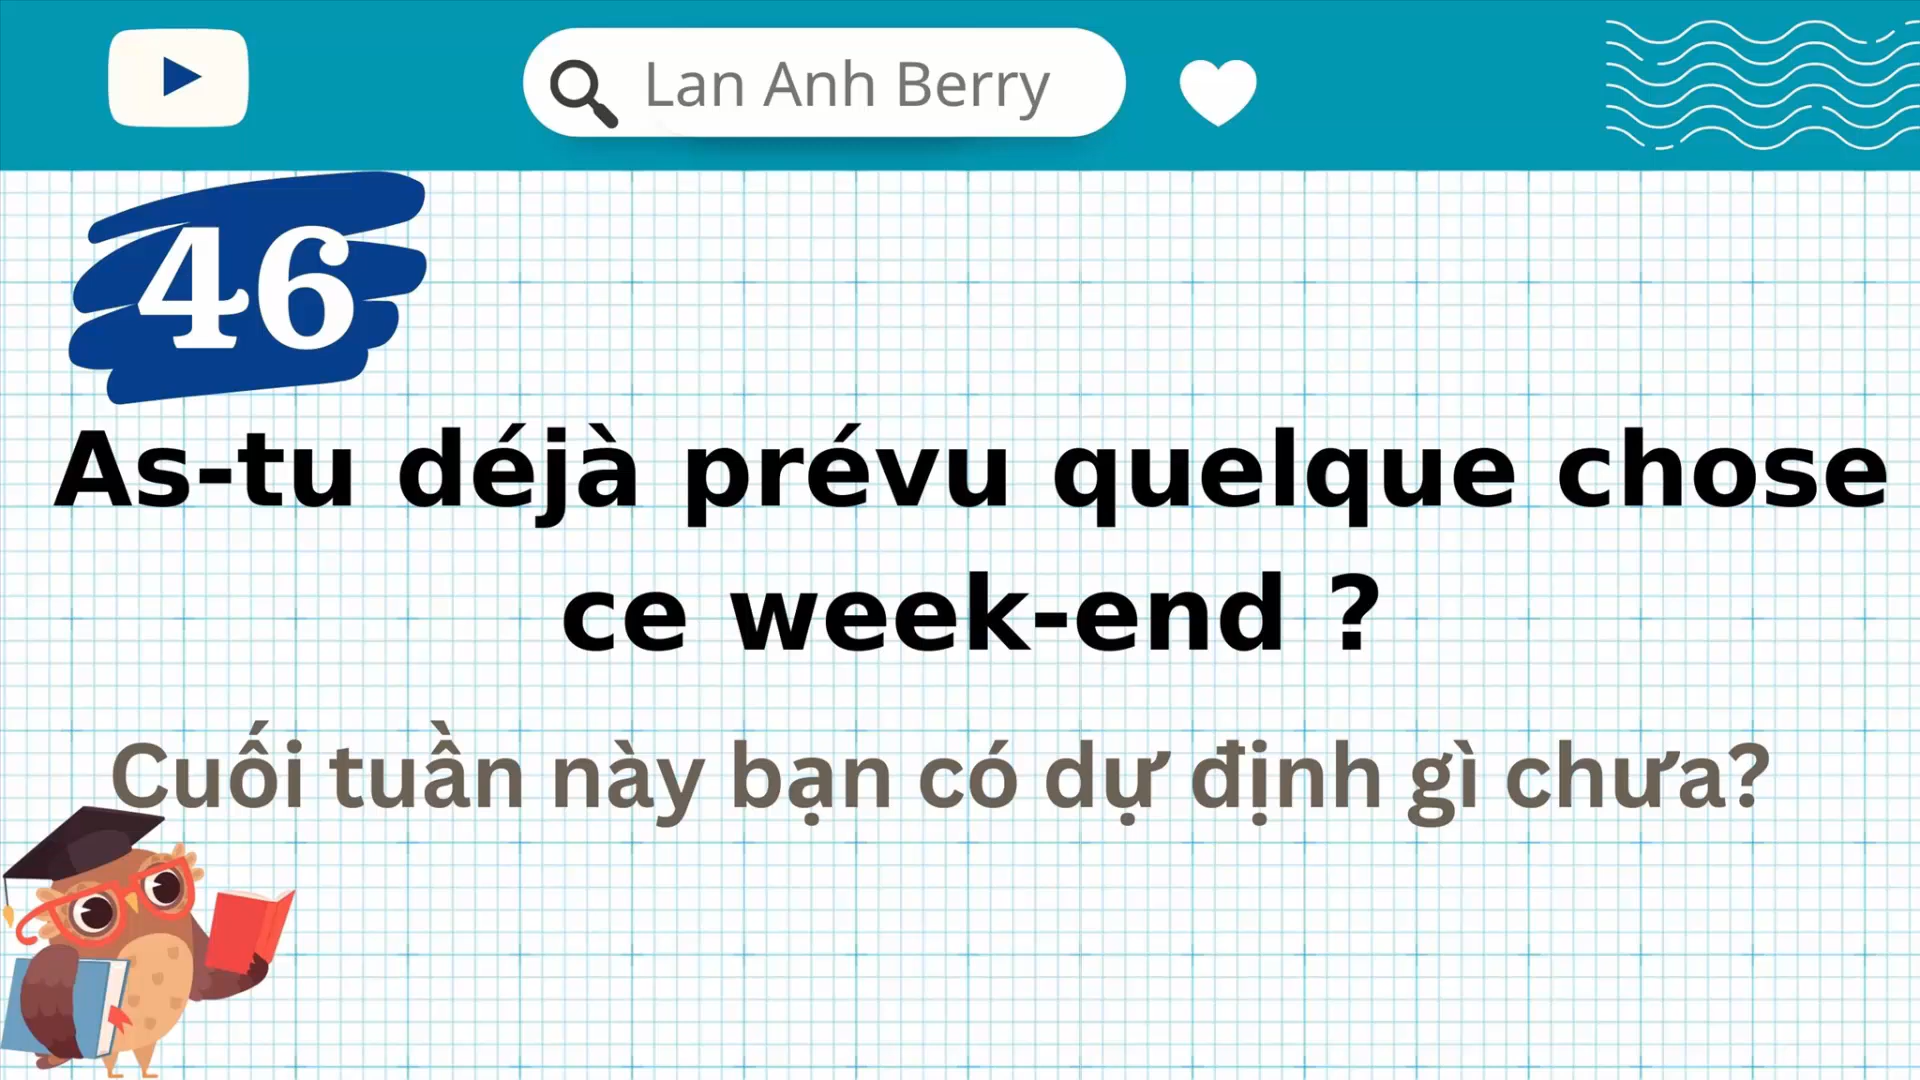 Lan Anh Berry
46
As-tu déjà prévu quelque chose
ce week-end ?
Cuối tuần này bạn có dự định gì chưa?